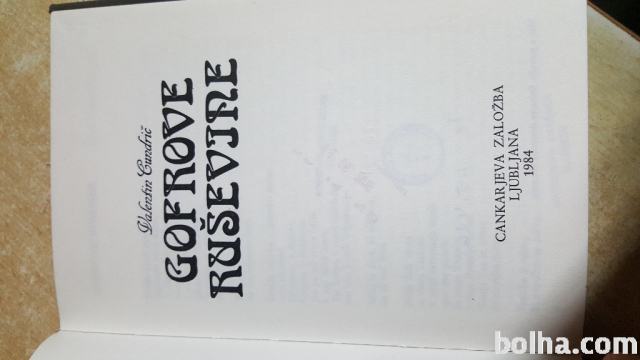 Valentin Cundrič
GOFROVE
RUŠEVINE
CANKARJEVA ZALOŽBA
LJUBLJANA
1984
bolha.com